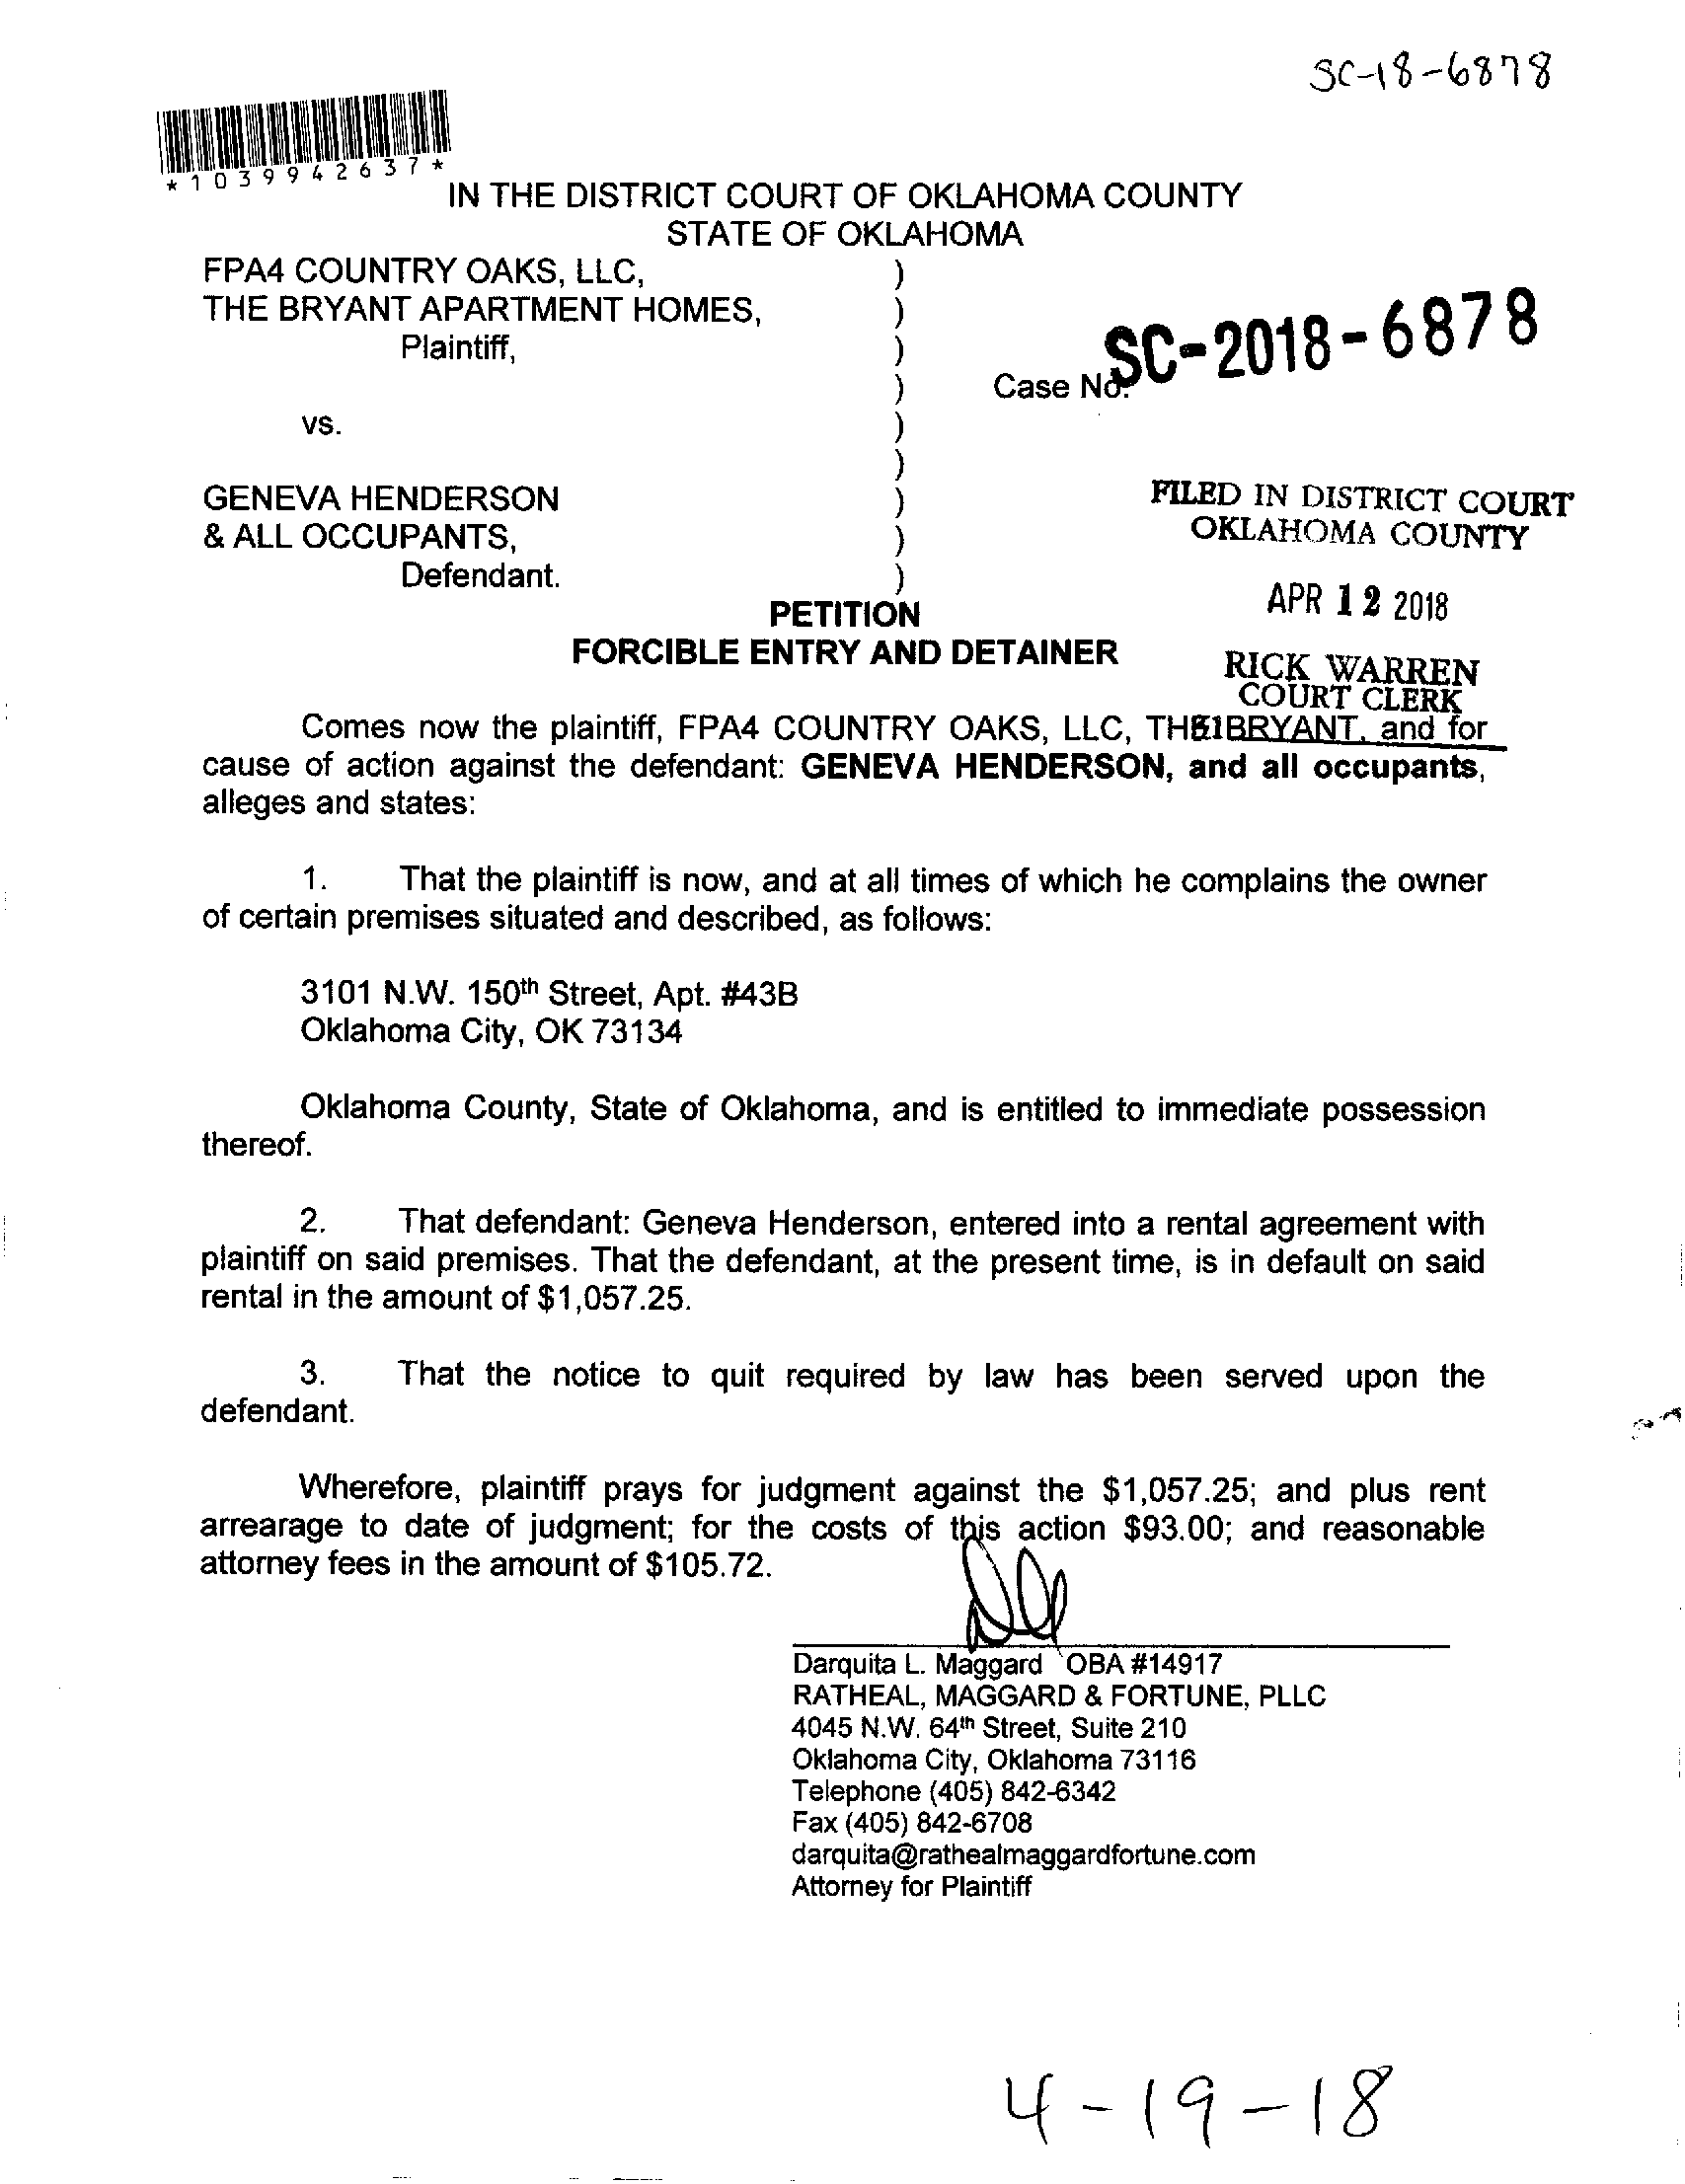 SC-18-6878
*1039942637*
IN THE DISTRICT COURT OF OKLAHOMA COUNTY
STATE OF OKLAHOMA
FPA4 COUNTRY OAKS, LLC, )
THE BRYANT APARTMENT HOMES, )
Plaintiff, )
) Case No. SC-2018-6878
vs. )
)
GENEVA HENDERSON )
& ALL OCCUPANTS, )
Defendant. )
FILED IN DISTRICT COURT
OKLAHOMA COUNTY
APR 12 2018
RICK WARREN
COURT CLERK
PETITION
FORCIBLE ENTRY AND DETAINER
Comes now the plaintiff, FPA4 COUNTRY OAKS, LLC, THE BRYANT, and for
cause of action against the defendant: GENEVA HENDERSON, and all occupants,
alleges and states:
1. That the plaintiff is now, and at all times of which he complains the owner
of certain premises situated and described, as follows:
3101 N.W. 150th Street, Apt. #43B
Oklahoma City, OK 73134
Oklahoma County, State of Oklahoma, and is entitled to immediate possession
thereof.
2. That defendant: Geneva Henderson, entered into a rental agreement with
plaintiff on said premises. That the defendant, at the present time, is in default on said
rental in the amount of $1,057.25.
3. That the notice to quit required by law has been served upon the
defendant.
Wherefore, plaintiff prays for judgment against the $1,057.25; and plus rent
arrearage to date of judgment; for the costs of this action $93.00; and reasonable
attorney fees in the amount of $105.72.
Darquita L. Maggard OBA #14917
RATHEAL, MAGGARD & FORTUNE, PLLC
4045 N.W. 64th Street, Suite 210
Oklahoma City, Oklahoma 73116
Telephone (405) 842-6342
Fax (405) 842-6708
darquita@rathealmaggardfortune.com
Attorney for Plaintiff
4-19-18